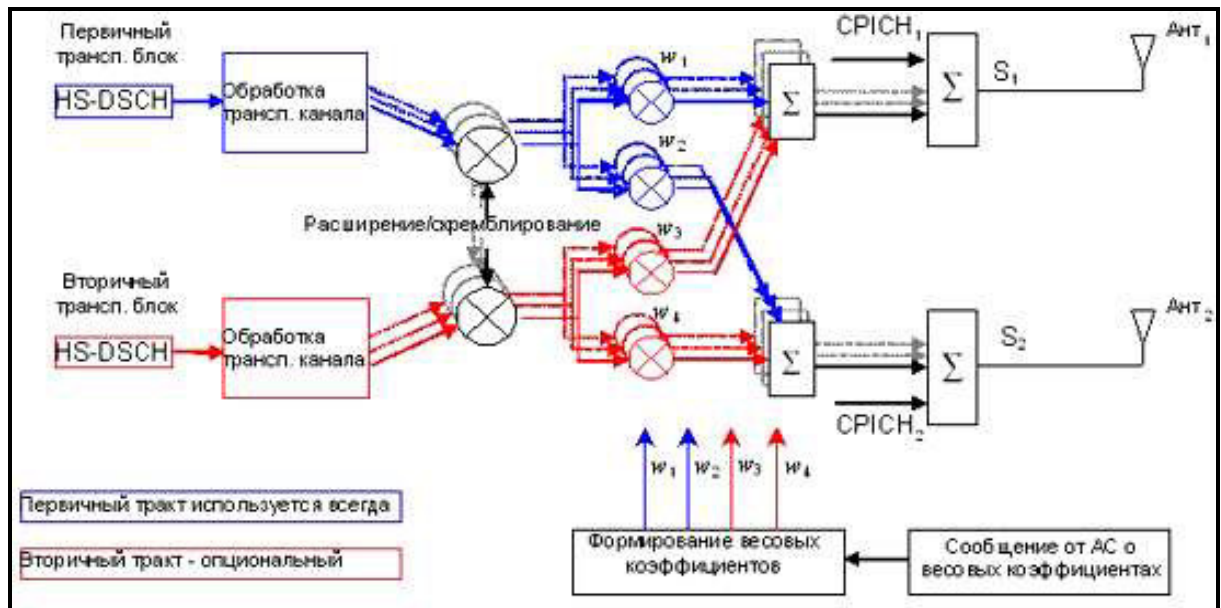 Первичный
трансп. блок
HS-DSCH
Обработка
трансп. канала
w1
w2
CPICH1
Σ
Σ
S1
Ант1
Расширение/скремблирование
Вторичный
трансп. блок
HS-DSCH
Обработка
трансп. канала
w3
w4
Σ
Σ
S2
Ант2
CPICH2
w1
w2
w3
w4
Первичный тракт используется всегда
Вторичный тракт - опциональный
Формирование весовых
коэффициентов
Сообщение от АС о
весовых коэффициентах